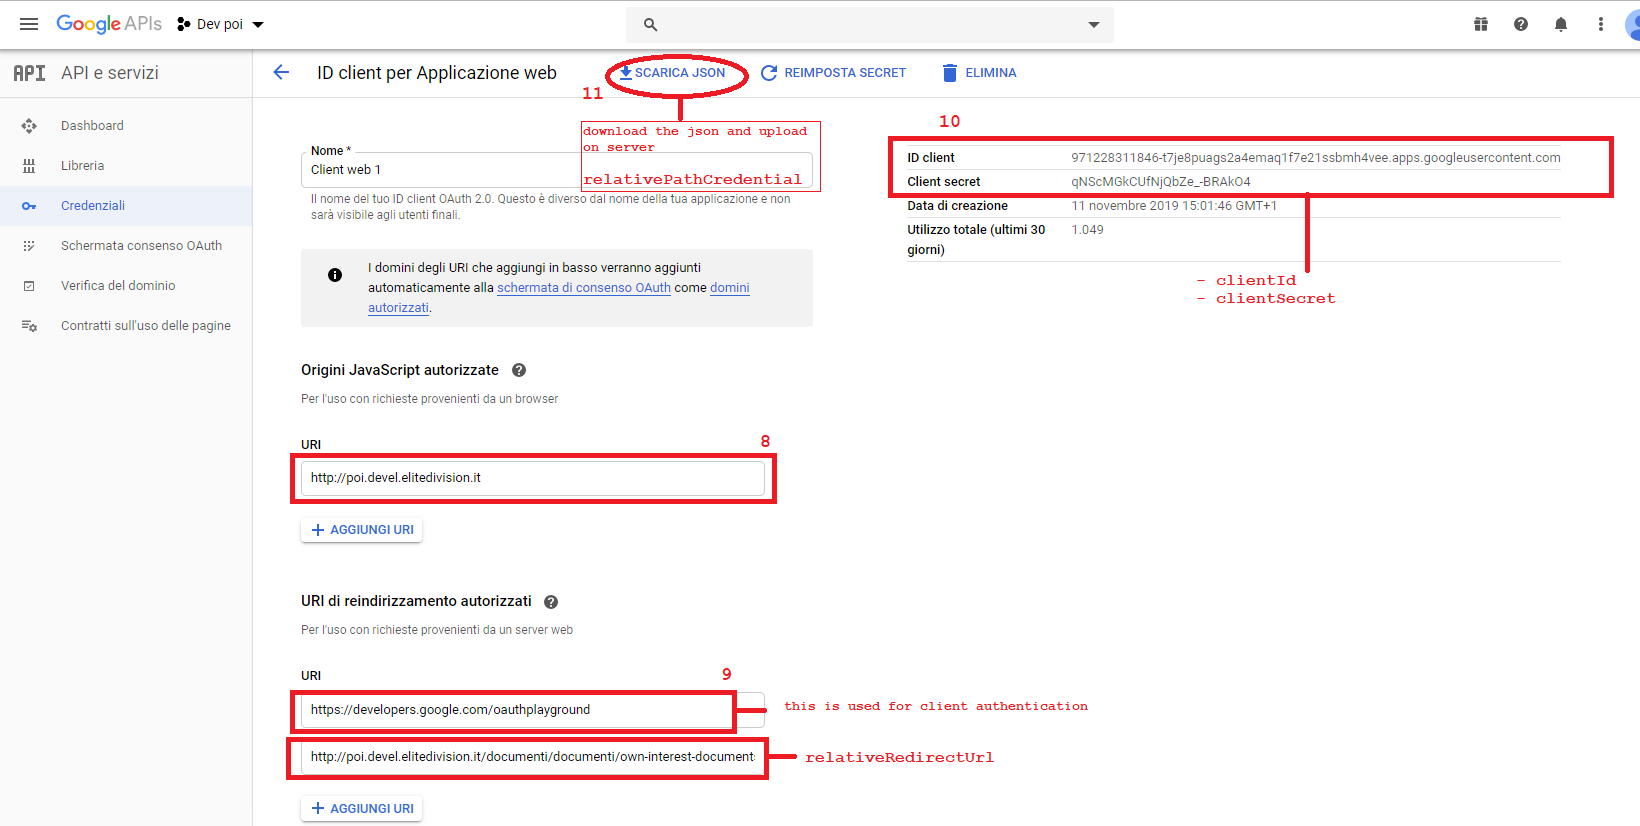 Google APIs
Dev poi
API
API e servizi
ID client per Applicazione web
SCARICA JSON
REIMPOSTA SECRET
ELIMINA
11
download the json and upload
on server
relativePathCredential
10
Dashboard
Libreria
Credenziali
Schermata consenso OAuth
Verifica del dominio
Contratti sull'uso delle pagine
Nome *
Client web 1
Il nome del tuo ID client OAuth 2.0. Questo è diverso dal nome della tua applicazione e non
sarà visibile agli utenti finali.
I domini degli URI che aggiungi in basso verranno aggiunti
automaticamente alla schermata di consenso OAuth come domini
autorizzati.
ID client 971228311846-t7je8puags2a4emaq1f7e21ssbmh4vee.apps.googleusercontent.com
Client secret qNScMGkCUfNjQbZe_-BRAkO4
Data di creazione 11 novembre 2019 15:01:46 GMT+1
Utilizzo totale (ultimi 30 1.049
giorni)
- clientId
- clientSecret
Origini JavaScript autorizzate
Per l'uso con richieste provenienti da un browser
URI
8
http://poi.devel.elitedivision.it
AGGIUNGI URI
URI di reindirizzamento autorizzati
Per l'uso con richieste provenienti da un server web
URI
9
https://developers.google.com/oauthplayground
this is used for client authentication
http://poi.devel.elitedivision.it/documenti/documenti/own-interest-document
relativeRedirectUrl
AGGIUNGI URI